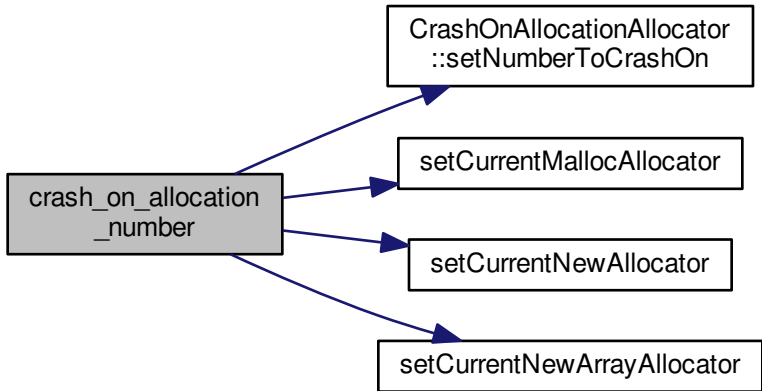 crash_on_allocation
_number
CrashOnAllocationAllocator
::setNumberToCrashOn
setCurrentMallocAllocator
setCurrentNewAllocator
setCurrentNewArrayAllocator